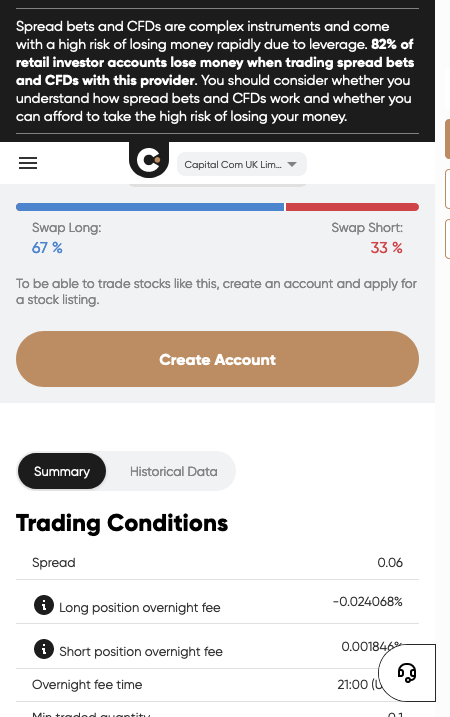 Spread bets and CFDs are complex instruments and come
with a high risk of losing money rapidly due to leverage. 82% of
retail investor accounts lose money when trading spread bets
and CFDs with this provider. You should consider whether you
understand how spread bets and CFDs work and whether you
can afford to take the high risk of losing your money.
Capital Com UK Lim...
Swap Long: Swap Short:
67 % 33 %
To be able to trade stocks like this, create an account and apply for
a stock listing.
Create Account
Summary Historical Data
Trading Conditions
Spread 0.06
Long position overnight fee -0.024068%
Short position overnight fee 0.001846%
Overnight fee time 21:00 (U
Min traded quantity 0.1